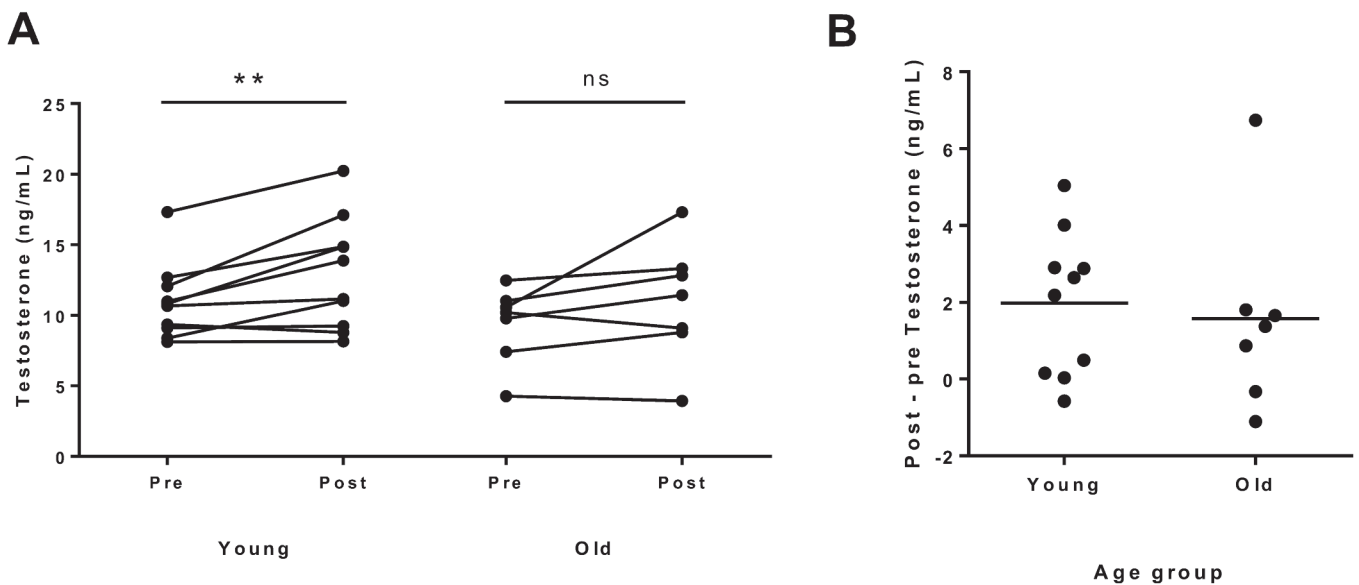 A
** ns
Testosterone (ng/mL)
25
20
15
10
5
0
Pre Post Pre Post
Young Old
B
Post - pre Testosterone (ng/mL)
8
6
4
2
0
-2
Young Old
Age group